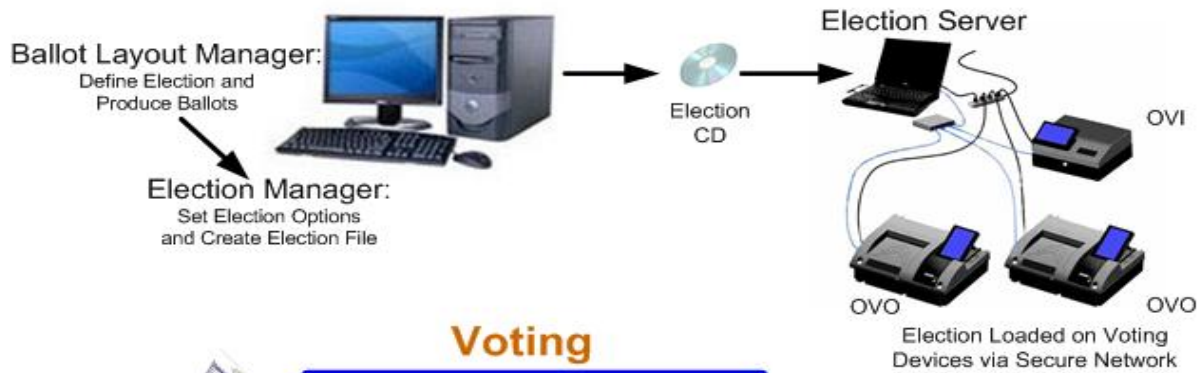 Ballot Layout Manager:
Define Election and
Produce Ballots
Election Manager:
Set Election Options
and Create Election File
Election
CD
Election Server
OVI
OVO
OVO
Election Loaded on Voting
Devices via Secure Network
Voting